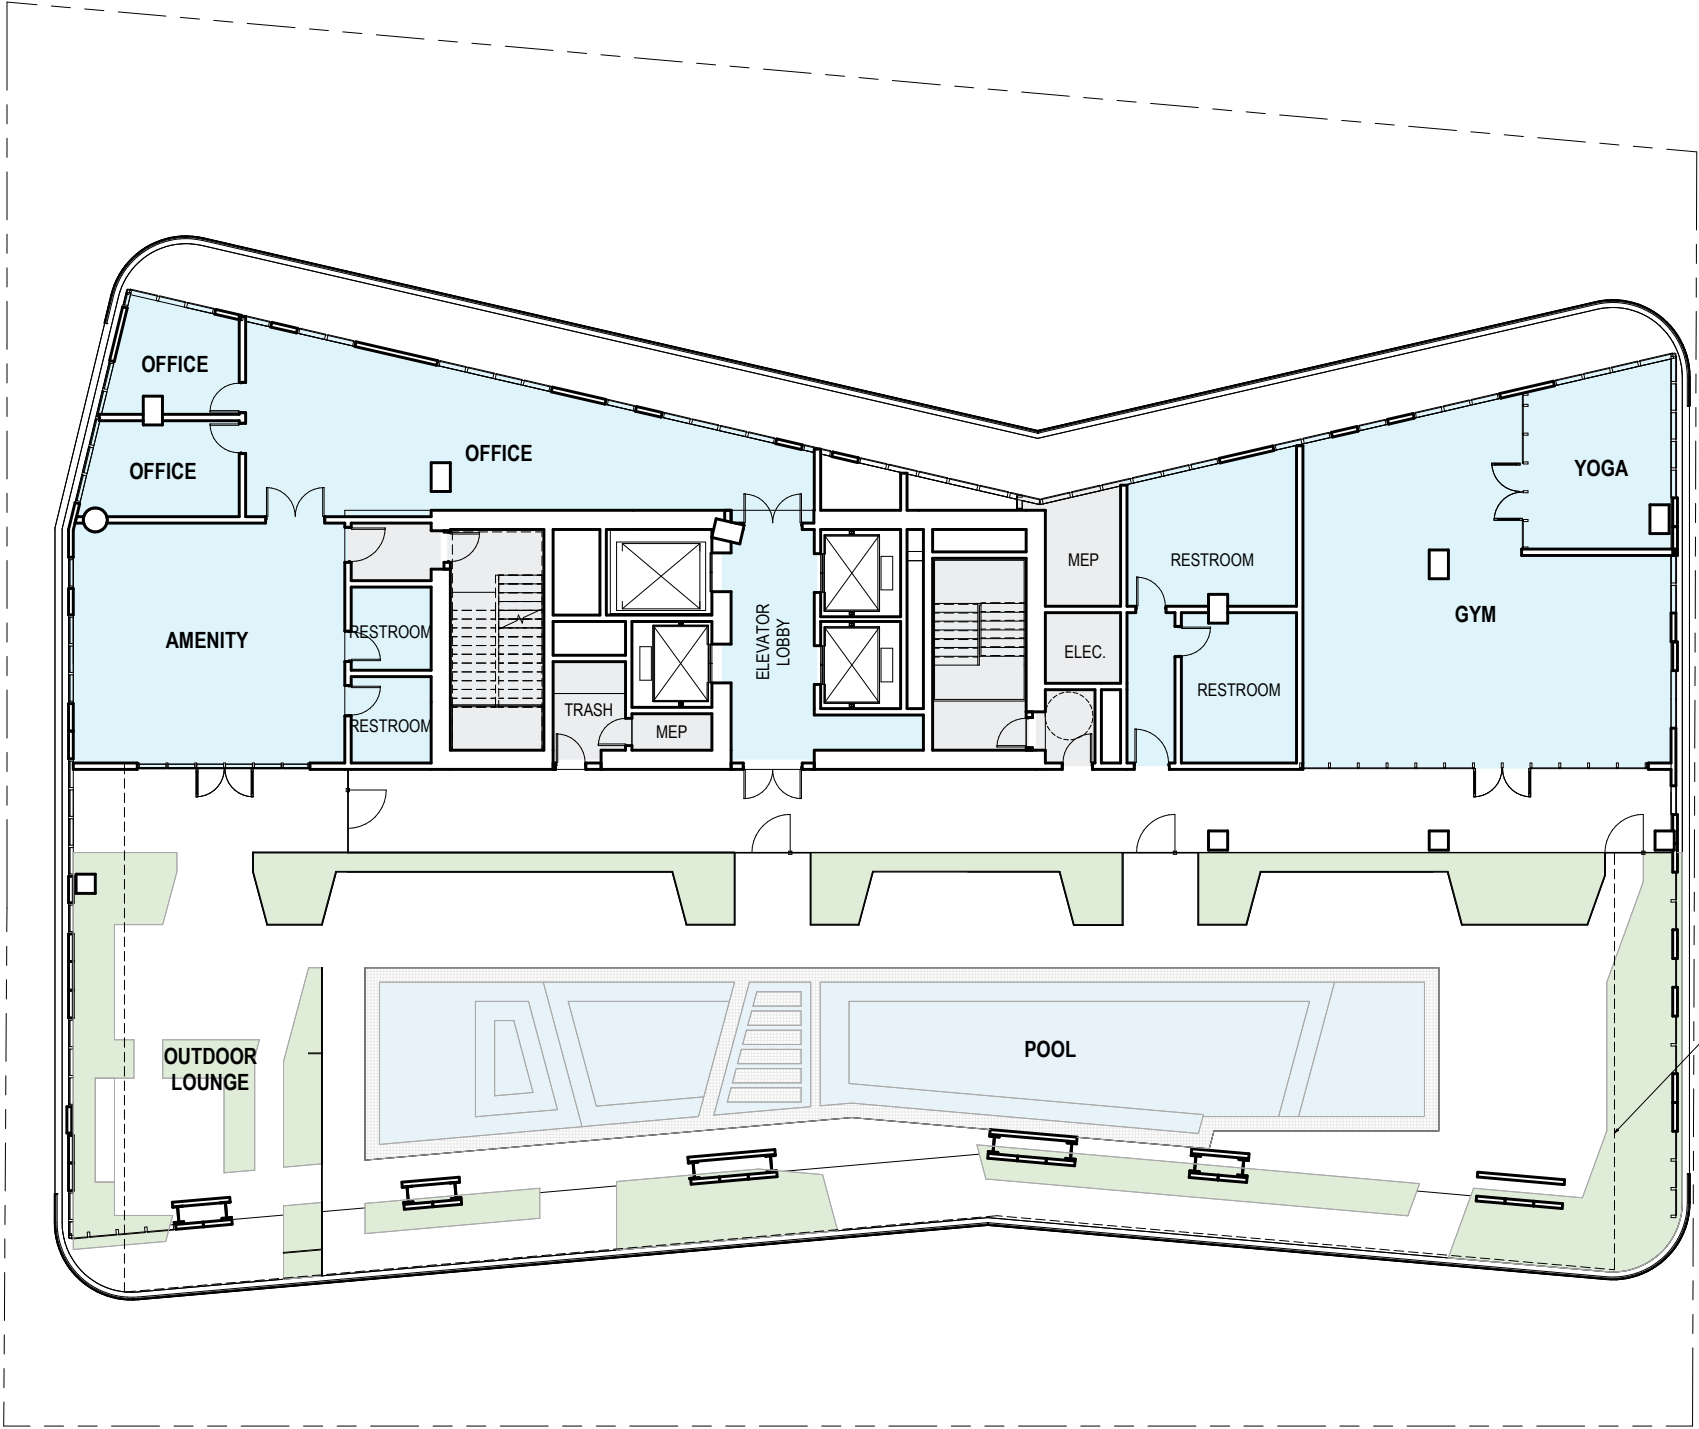 OFFICE
OFFICE
OFFICE
YOGA
MEP
RESTROOM
GYM
AMENITY
RESTROOM
ELEVATOR
LOBBY
ELEC.
RESTROOM
RESTROOM
TRASH
MEP
OUTDOOR
LOUNGE
POOL